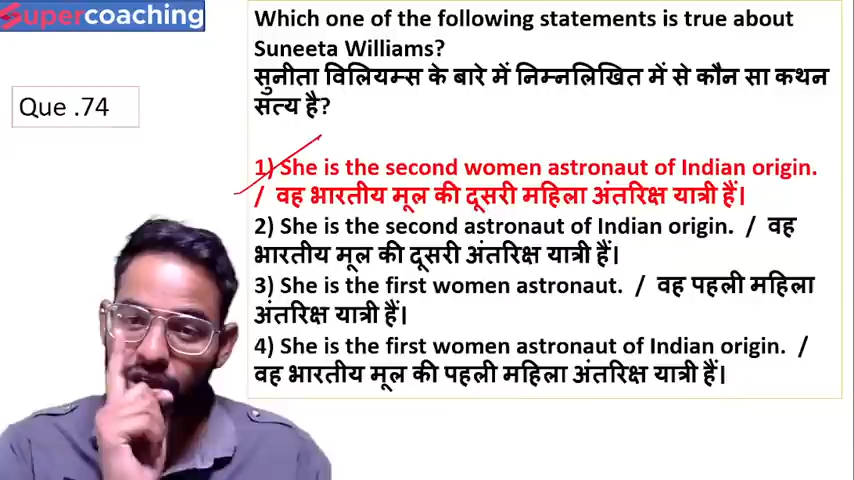 Supercoaching
Que .74
Which one of the following statements is true about
Suneeta Williams?
सुनीता विलियम्स के बारे में निम्नलिखित में से कौन सा कथन
सत्य है?
1) She is the second women astronaut of Indian origin.
/ वह भारतीय मूल की दूसरी महिला अंतरिक्ष यात्री हैं।
2) She is the second astronaut of Indian origin. / वह
भारतीय मूल की दूसरी अंतरिक्ष यात्री हैं।
3) She is the first women astronaut. / वह पहली महिला
अंतरिक्ष यात्री हैं।
4) She is the first women astronaut of Indian origin. /
वह भारतीय मूल की पहली महिला अंतरिक्ष यात्री हैं।